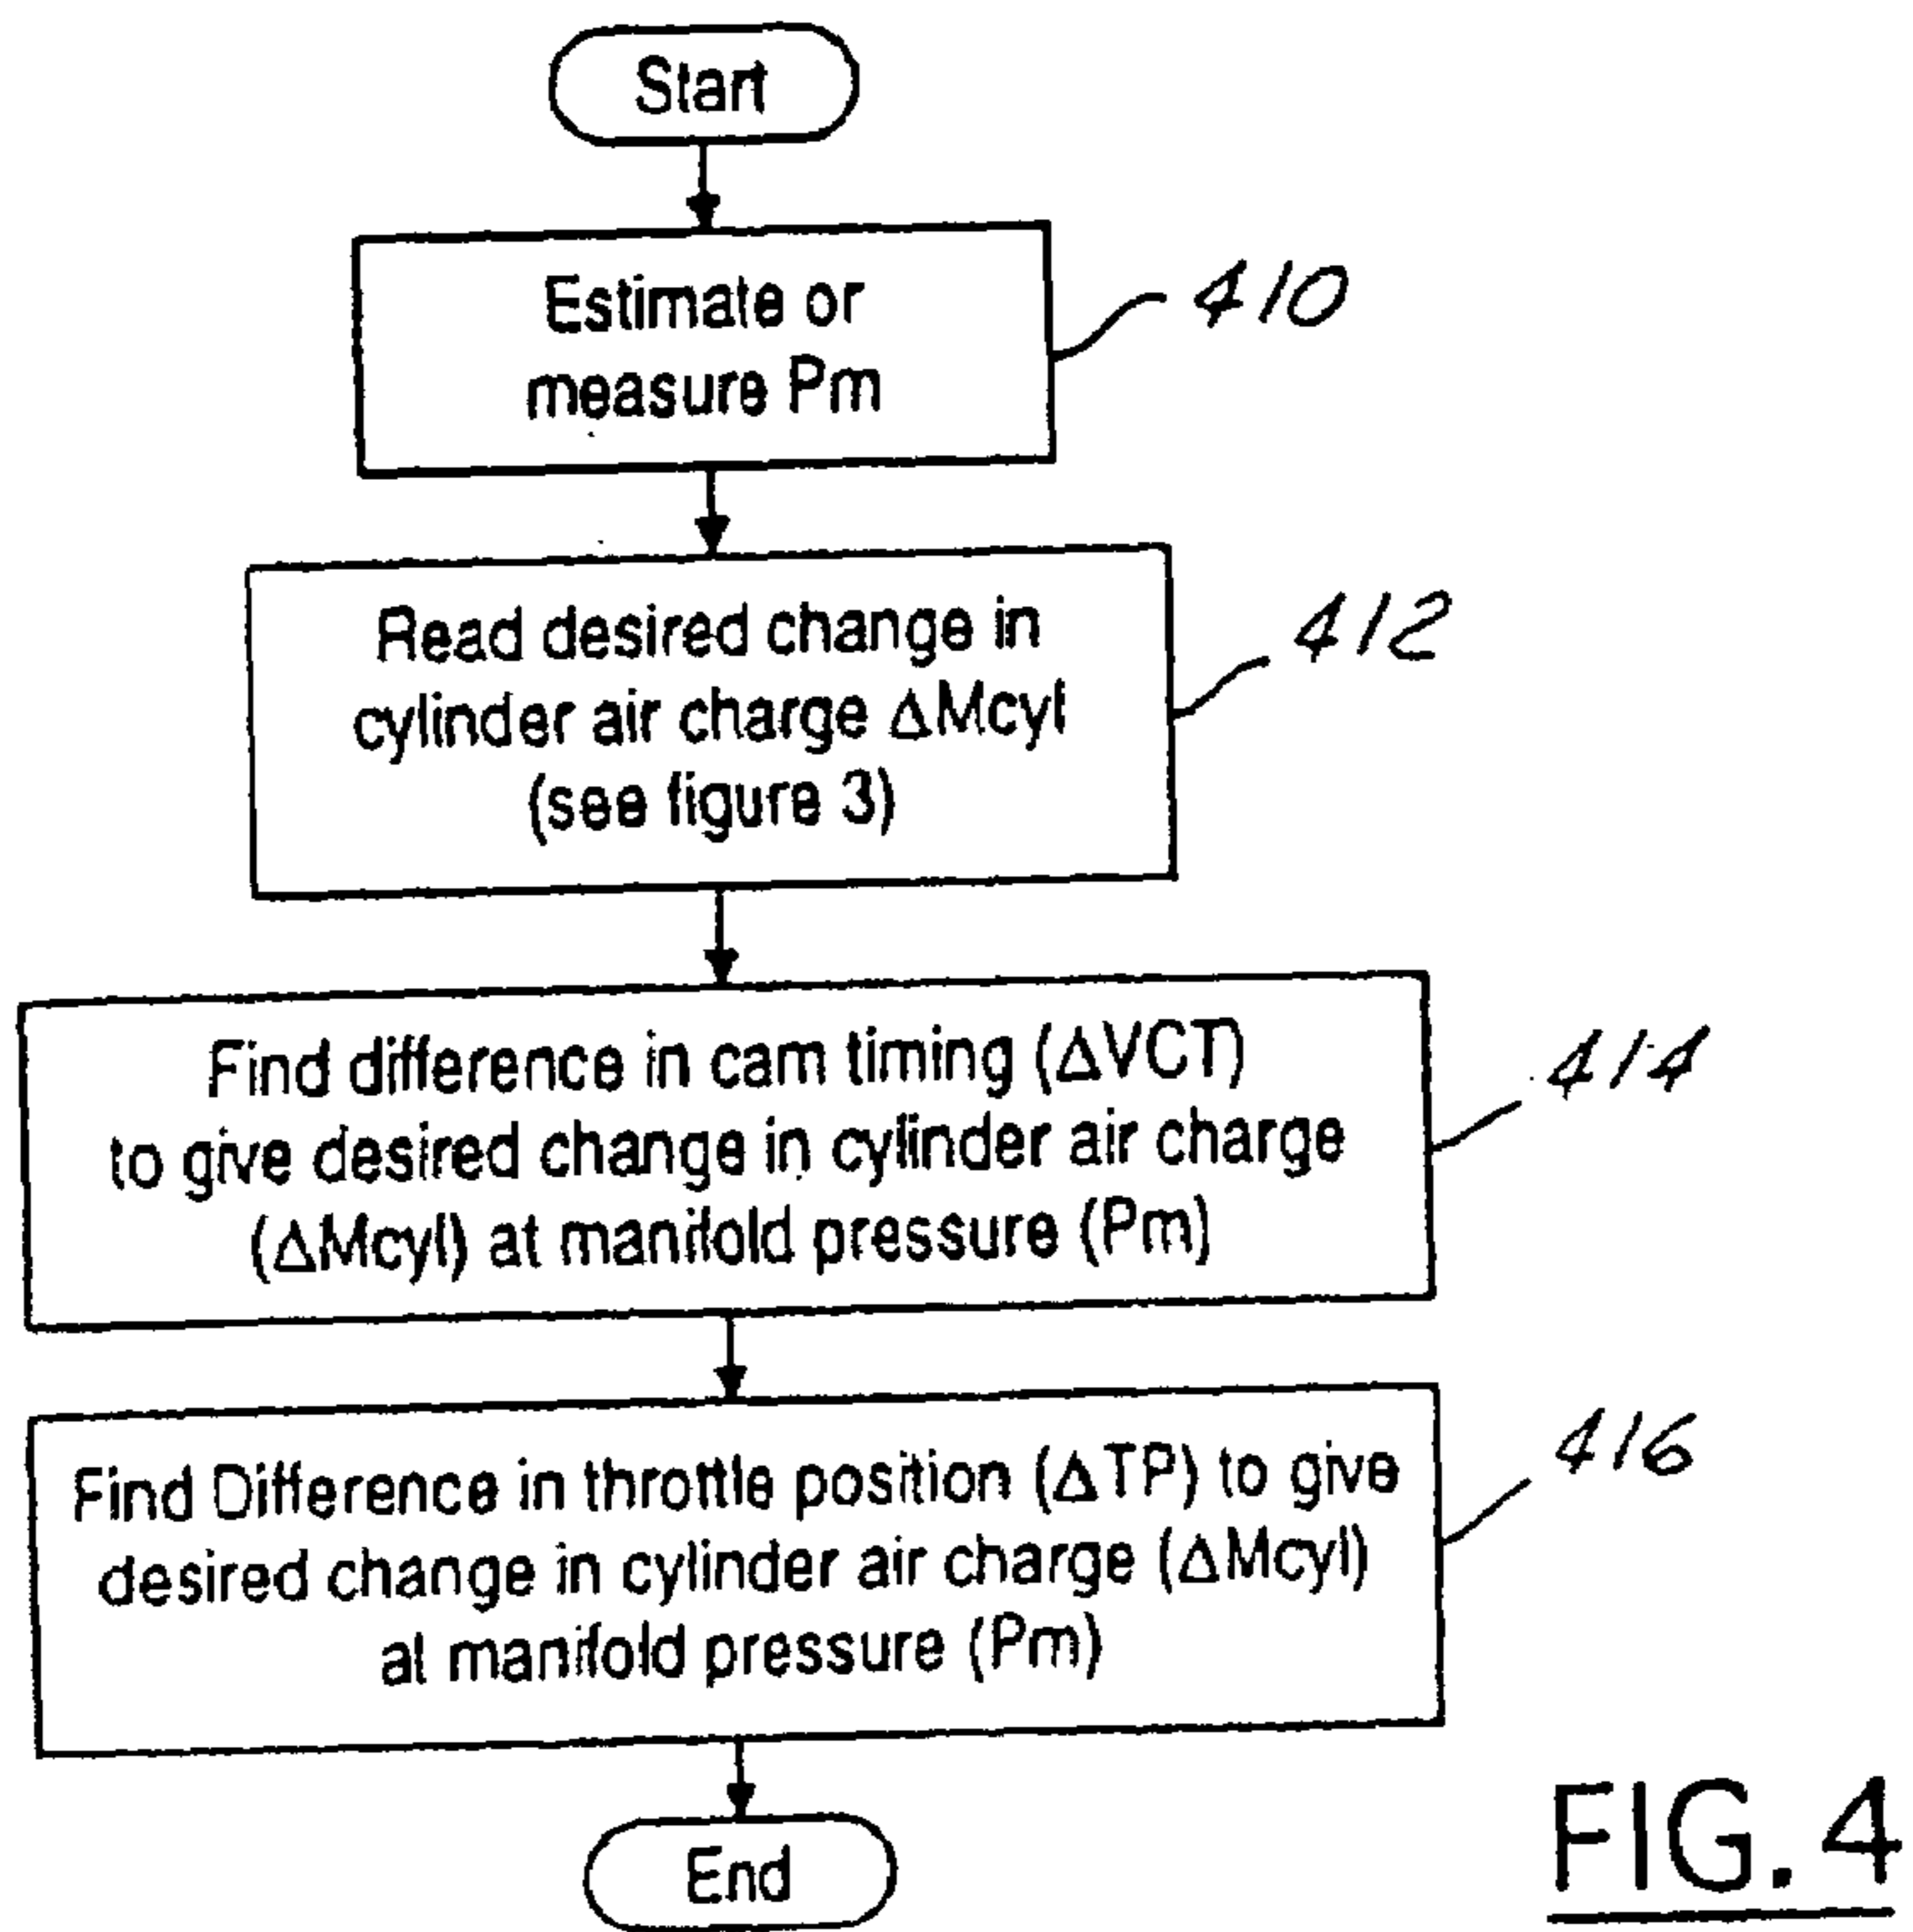 Start
Estimate or
measure Pm
410
Read desired change in
cylinder air charge ΔMcyl
(see figure 3)
412
Find difference in cam timing (ΔVCT)
to give desired change in cylinder air charge
(ΔMcyl) at manifold pressure (Pm)
414
Find Difference in throttle position (ΔTP) to give
desired change in cylinder air charge (ΔMcyl)
at manifold pressure (Pm)
416
End
FIG. 4